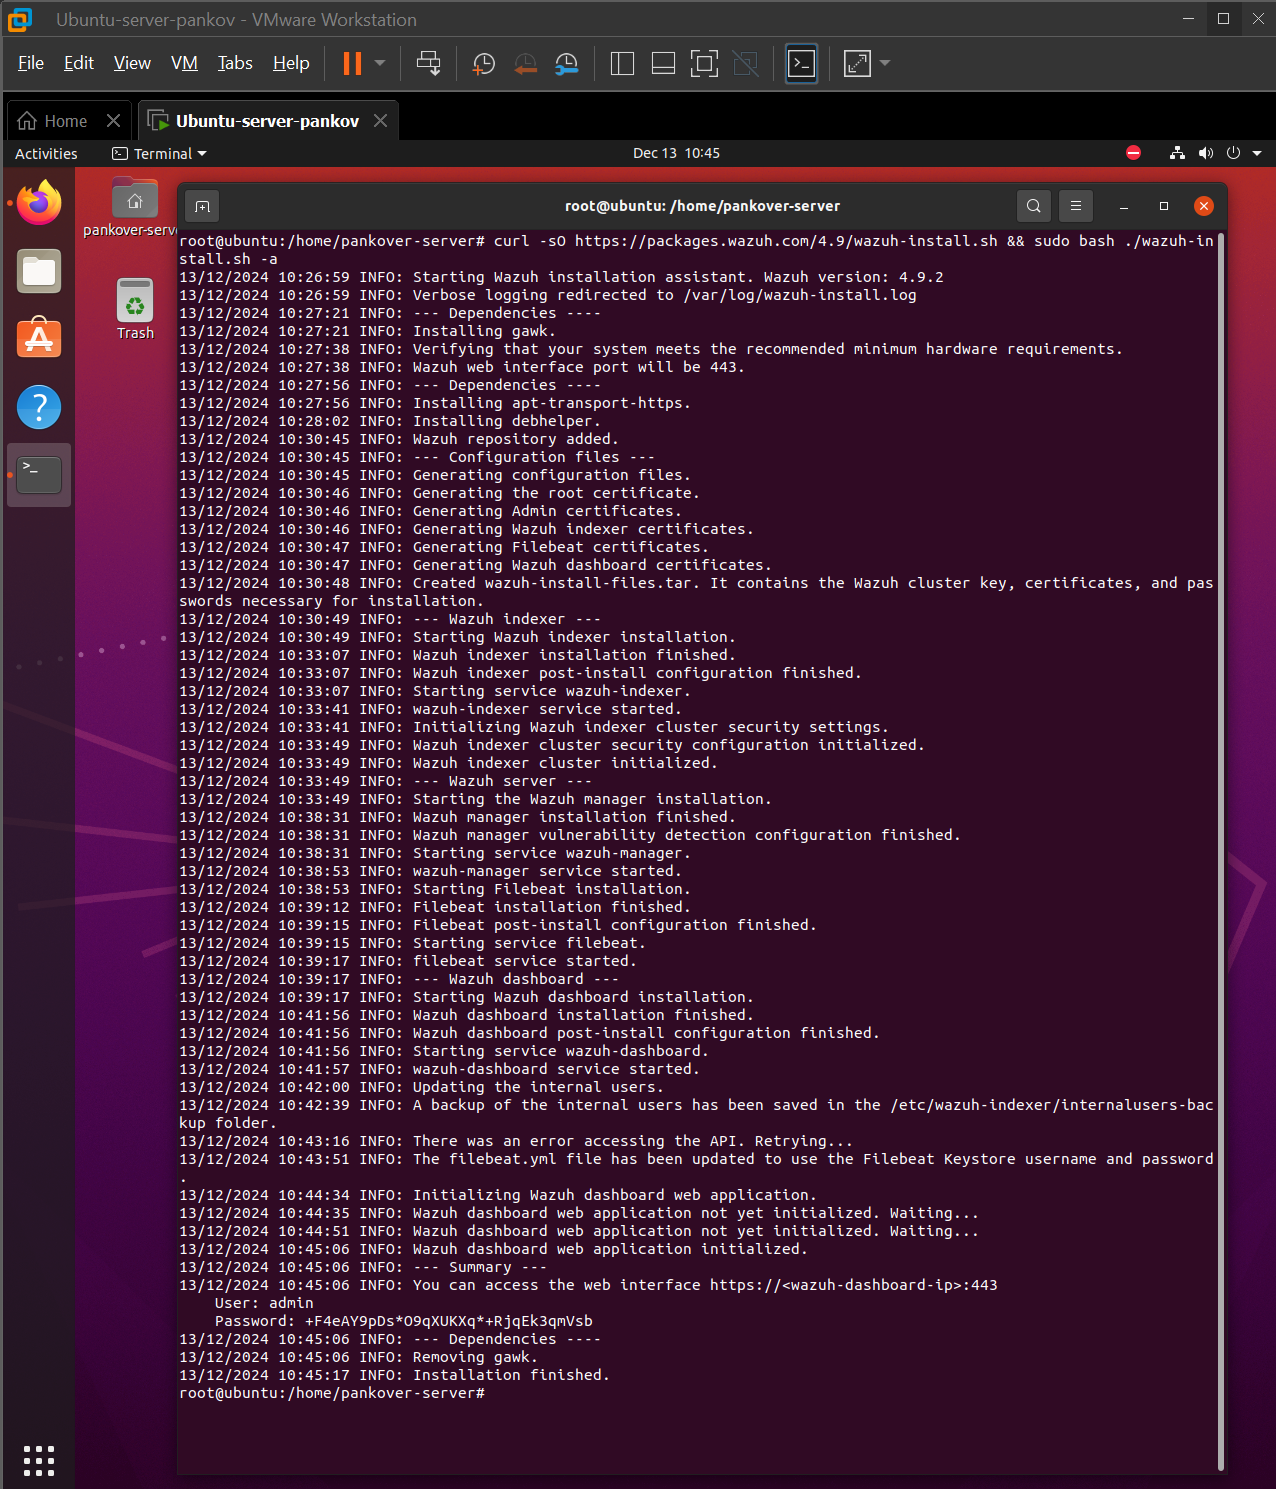 Ubuntu-server-pankov - VMware Workstation
File Edit View VM Tabs Help
Home Ubuntu-server-pankov
Activities Terminal Dec 13 10:45
pankover-serv
Trash
root@ubuntu: /home/pankover-server
root@ubuntu:/home/pankover-server# curl -sO https://packages.wazuh.com/4.9/wazuh-install.sh && sudo bash ./wazuh-in
stall.sh -a
13/12/2024 10:26:59 INFO: Starting Wazuh installation assistant. Wazuh version: 4.9.2
13/12/2024 10:26:59 INFO: Verbose logging redirected to /var/log/wazuh-install.log
13/12/2024 10:27:21 INFO: --- Dependencies ----
13/12/2024 10:27:21 INFO: Installing gawk.
13/12/2024 10:27:38 INFO: Verifying that your system meets the recommended minimum hardware requirements.
13/12/2024 10:27:38 INFO: Wazuh web interface port will be 443.
13/12/2024 10:27:56 INFO: --- Dependencies ----
13/12/2024 10:27:56 INFO: Installing apt-transport-https.
13/12/2024 10:28:02 INFO: Installing debhelper.
13/12/2024 10:30:45 INFO: Wazuh repository added.
13/12/2024 10:30:45 INFO: --- Configuration files ---
13/12/2024 10:30:45 INFO: Generating configuration files.
13/12/2024 10:30:46 INFO: Generating the root certificate.
13/12/2024 10:30:46 INFO: Generating Admin certificates.
13/12/2024 10:30:46 INFO: Generating Wazuh indexer certificates.
13/12/2024 10:30:47 INFO: Generating Filebeat certificates.
13/12/2024 10:30:47 INFO: Generating Wazuh dashboard certificates.
13/12/2024 10:30:48 INFO: Created wazuh-install-files.tar. It contains the Wazuh cluster key, certificates, and pas
swords necessary for installation.
13/12/2024 10:30:49 INFO: --- Wazuh indexer ---
13/12/2024 10:30:49 INFO: Starting Wazuh indexer installation.
13/12/2024 10:33:07 INFO: Wazuh indexer installation finished.
13/12/2024 10:33:07 INFO: Wazuh indexer post-install configuration finished.
13/12/2024 10:33:07 INFO: Starting service wazuh-indexer.
13/12/2024 10:33:41 INFO: wazuh-indexer service started.
13/12/2024 10:33:41 INFO: Initializing Wazuh indexer cluster security settings.
13/12/2024 10:33:49 INFO: Wazuh indexer cluster security configuration initialized.
13/12/2024 10:33:49 INFO: Wazuh indexer cluster initialized.
13/12/2024 10:33:49 INFO: --- Wazuh server ---
13/12/2024 10:33:49 INFO: Starting the Wazuh manager installation.
13/12/2024 10:38:31 INFO: Wazuh manager installation finished.
13/12/2024 10:38:31 INFO: Wazuh manager vulnerability detection configuration finished.
13/12/2024 10:38:31 INFO: Starting service wazuh-manager.
13/12/2024 10:38:53 INFO: wazuh-manager service started.
13/12/2024 10:38:53 INFO: Starting Filebeat installation.
13/12/2024 10:39:12 INFO: Filebeat installation finished.
13/12/2024 10:39:15 INFO: Filebeat post-install configuration finished.
13/12/2024 10:39:15 INFO: Starting service filebeat.
13/12/2024 10:39:17 INFO: filebeat service started.
13/12/2024 10:39:17 INFO: --- Wazuh dashboard ---
13/12/2024 10:39:17 INFO: Starting Wazuh dashboard installation.
13/12/2024 10:41:56 INFO: Wazuh dashboard installation finished.
13/12/2024 10:41:56 INFO: Wazuh dashboard post-install configuration finished.
13/12/2024 10:41:56 INFO: Starting service wazuh-dashboard.
13/12/2024 10:41:57 INFO: wazuh-dashboard service started.
13/12/2024 10:42:00 INFO: Updating the internal users.
13/12/2024 10:42:39 INFO: A backup of the internal users has been saved in the /etc/wazuh-indexer/internalusers-bac
kup folder.
13/12/2024 10:43:16 INFO: There was an error accessing the API. Retrying...
13/12/2024 10:43:51 INFO: The filebeat.yml file has been updated to use the Filebeat Keystore username and password
.
13/12/2024 10:44:34 INFO: Initializing Wazuh dashboard web application.
13/12/2024 10:44:35 INFO: Wazuh dashboard web application not yet initialized. Waiting...
13/12/2024 10:44:51 INFO: Wazuh dashboard web application not yet initialized. Waiting...
13/12/2024 10:45:06 INFO: Wazuh dashboard web application initialized.
13/12/2024 10:45:06 INFO: --- Summary ---
13/12/2024 10:45:06 INFO: You can access the web interface https://<wazuh-dashboard-ip>:443
User: admin
Password: +F4eAY9pDs*O9qXUKXq*+RjqEk3qmVsb
13/12/2024 10:45:06 INFO: --- Dependencies ----
13/12/2024 10:45:06 INFO: Removing gawk.
13/12/2024 10:45:17 INFO: Installation finished.
root@ubuntu:/home/pankover-server#